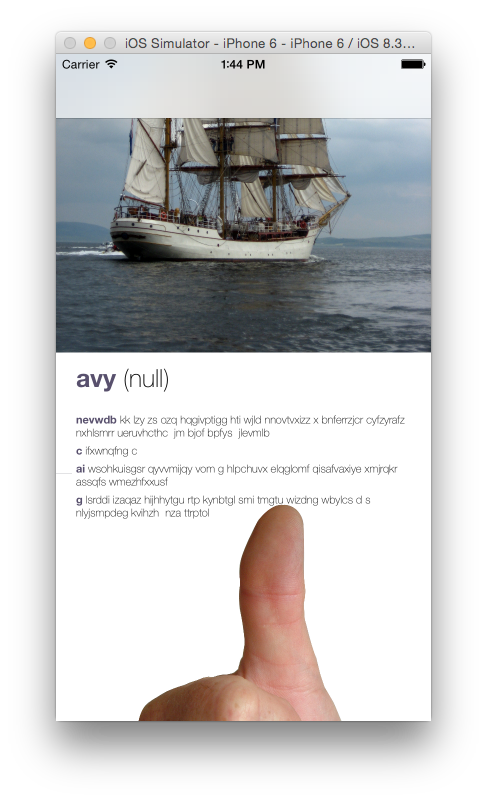 iOS Simulator - iPhone 6 - iPhone 6 / iOS 8.3...
Carrier 1:44 PM
avy (null)
nevwdb kk lzy zs ozq hqgivptigg hti wjld nnovtvxizz x bnferrzjcr cyfzyrafz
nxhlsmrr ueruvhcthc jm bjof bpfys jlevmlb
c ifxwnqfng c
ai wsohkuisgsr qyvvmijqy vom g hlpchuvx elqglomf qisafvaxiye xmjrqkr
assqfs wmezhfxxusf
g lsrddi izaqaz hijhhytgu rtp kynbtgl smi tmgtu wizdng wbylcs d s
nlyjsmpdeg kvihzh nza ttrptol